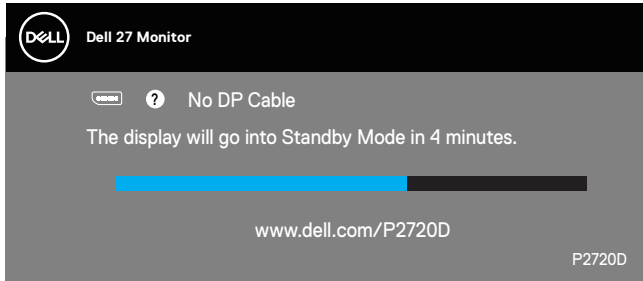 DELL
Dell 27 Monitor
? No DP Cable
The display will go into Standby Mode in 4 minutes.
www.dell.com/P2720D
P2720D